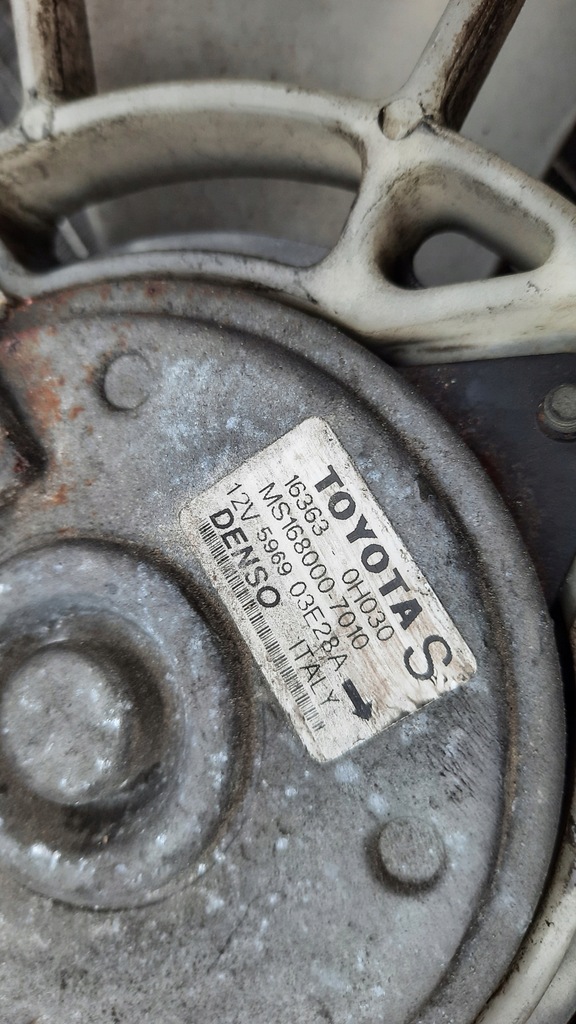 TOYOTA S
16363 0H030
MS168000-7010
12V 5969 03E28A
DENSO ITALY